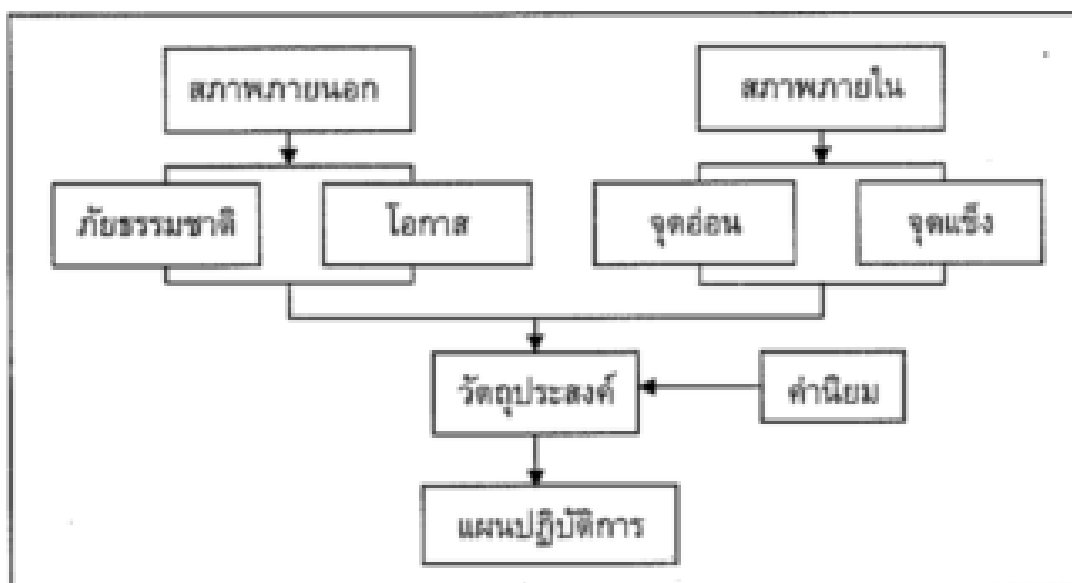 สภาพภายนอก
สภาพภายใน
ภัยธรรมชาติ
โอกาส
จุดอ่อน
จุดแข็ง
วัตถุประสงค์
ค่านิยม
แผนปฏิบัติการ